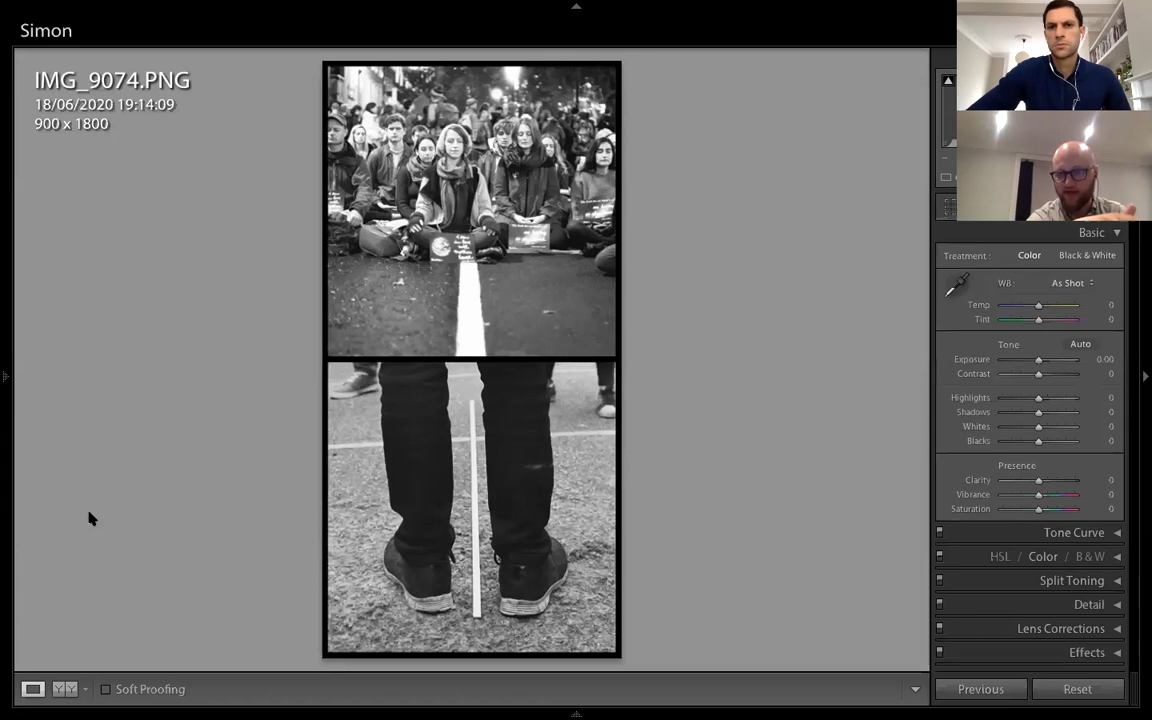 Simon
IMG_9074.PNG
18/06/2020 19:14:09
900 x 1800
Basic
Treatment : Color Black & White
WB : As Shot
Temp 0
Tint 0
Tone Auto
Exposure 0.00
Contrast 0
Highlights 0
Shadows 0
Whites 0
Blacks 0
Presence
Clarity 0
Vibrance 0
Saturation 0
Tone Curve
HSL / Color / B & W
Split Toning
Detail
Lens Corrections
Effects
Previous Reset
Soft Proofing